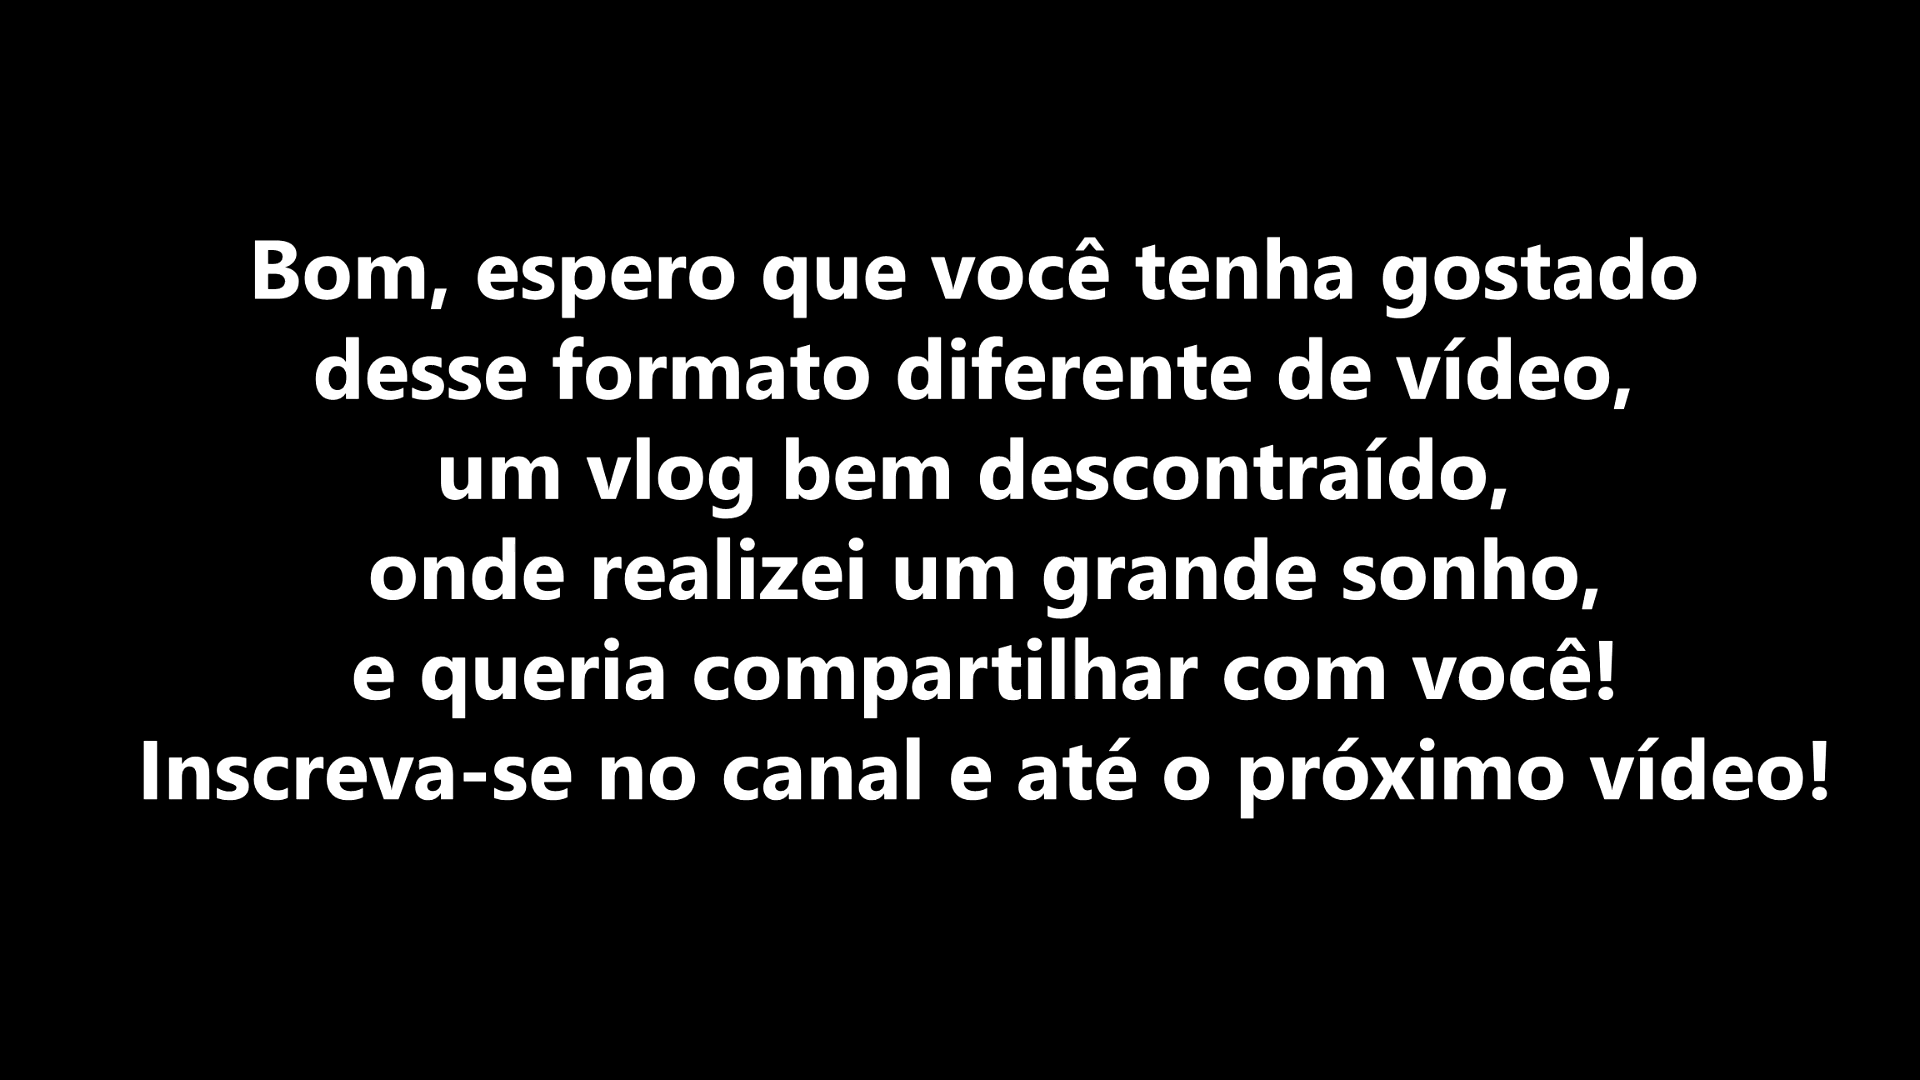 Bom, espero que você tenha gostado
desse formato diferente de vídeo,
um vlog bem descontraído,
onde realizei um grande sonho,
e queria compartilhar com você!
Inscreva-se no canal e até o próximo vídeo!